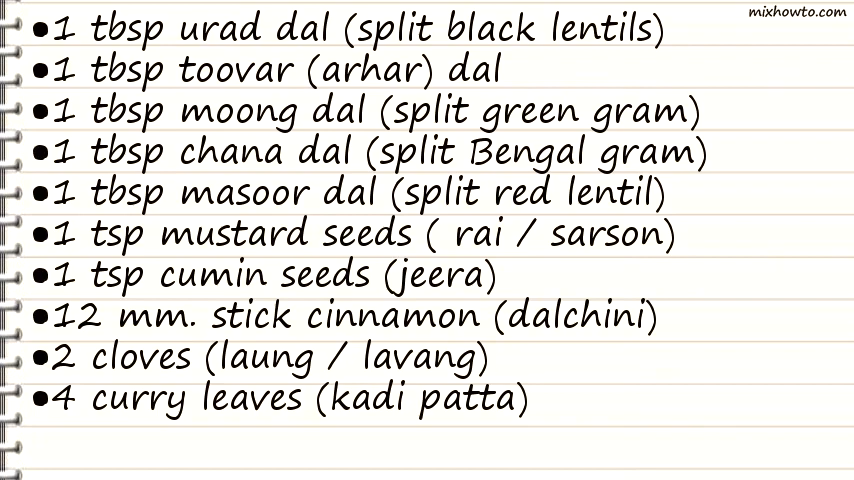 mixhowto.com
•1 tbsp urad dal (split black lentils)
•1 tbsp toovar (arhar) dal
•1 tbsp moong dal (split green gram)
•1 tbsp chana dal (split Bengal gram)
•1 tbsp masoor dal (split red lentil)
•1 tsp mustard seeds ( rai / sarson)
•1 tsp cumin seeds (jeera)
•12 mm. stick cinnamon (dalchini)
•2 cloves (laung / lavang)
•4 curry leaves (kadi patta)